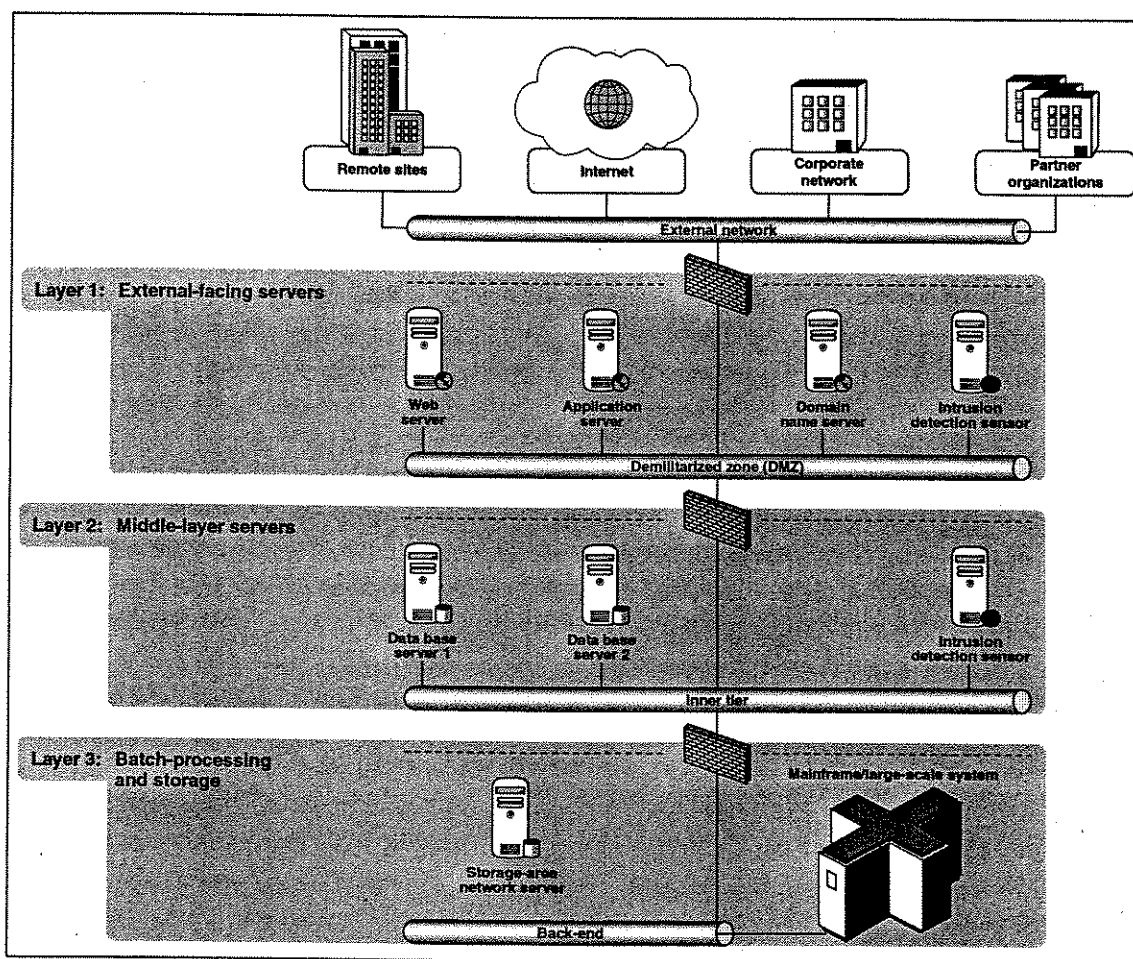 Remote sites
Internet
Corporate
network
Partner
organizations
External network
Layer 1: External-facing servers
Web
server
Application
server
Domain
name server
Intrusion
detection sensor
Demilitarized zone (DMZ)
Layer 2: Middle-layer servers
Data base
server 1
Data base
server 2
Intrusion
detection sensor
Inner tier
Layer 3: Batch-processing
and storage
Mainframe/large-scale system
Storage-area
network server
Back-end